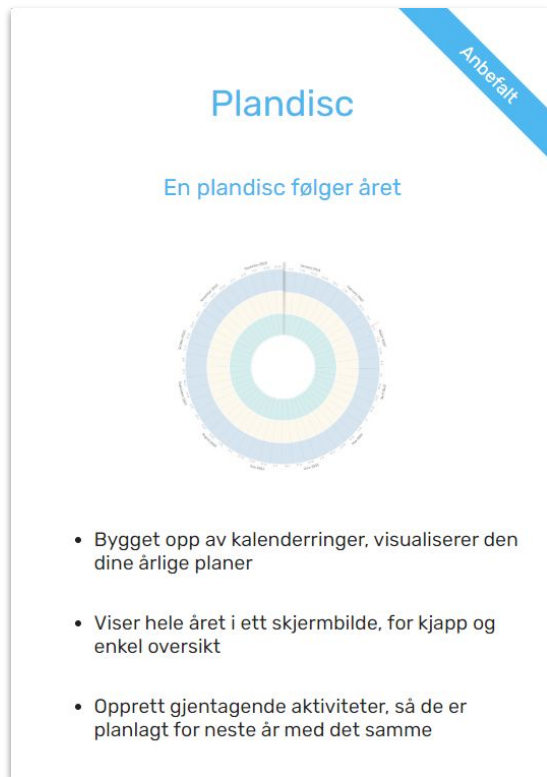 Anbefalt
Plandisc
En plandisc følger året
• Bygget opp av kalenderringer, visualiserer den
dine årlige planer
• Viser hele året i ett skjermbilde, for kjapp og
enkel oversikt
• Opprett gjentagende aktiviteter, så de er
planlagt for neste år med det samme